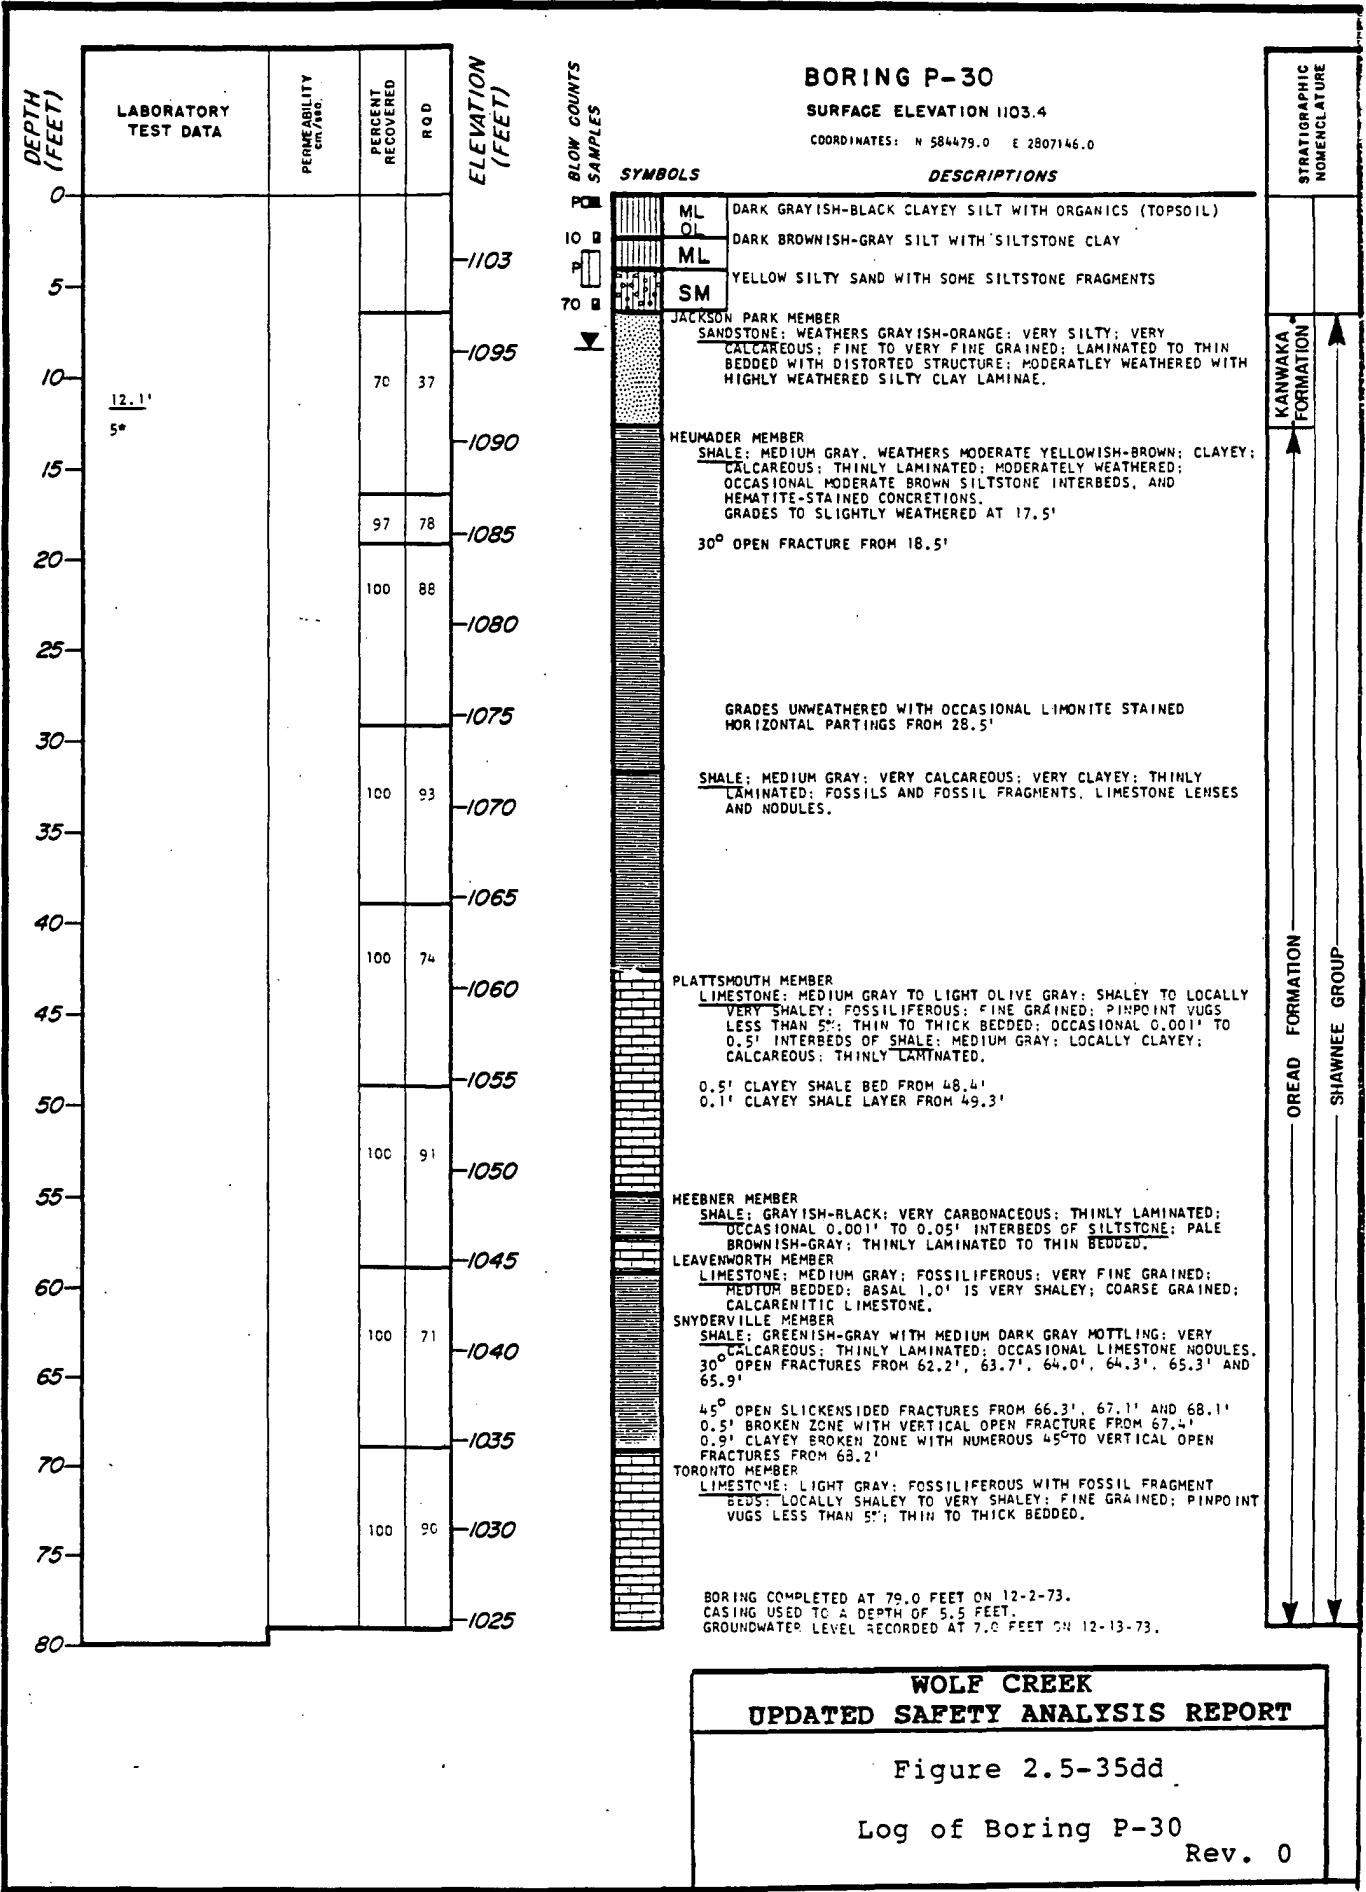 BORING P-30
SURFACE ELEVATION 1103.4
COORDINATES: N 584479.0 E 2807146.0
DEPTH (FEET)
LABORATORY
TEST DATA
PERMEABILITY
cm/sec.
PERCENT
RECOVERED
RQD
ELEVATION
(FEET)
BLOW COUNTS
SAMPLES
SYMBOLS
DESCRIPTIONS
STRATIGRAPHIC
NOMENCLATURE
0
5
10
15
20
25
30
35
40
45
50
55
60
65
70
75
80
12.1'
5*
70 37
97 78
100 88
100 93
100 74
100 91
100 71
100 90
1103
1095
1090
1085
1080
1075
1070
1065
1060
1055
1050
1045
1040
1035
1030
1025
10
P
70
ML
OL
ML
SM
DARK GRAYISH-BLACK CLAYEY SILT WITH ORGANICS (TOPSOIL)
DARK BROWNISH-GRAY SILT WITH SILTSTONE CLAY
YELLOW SILTY SAND WITH SOME SILTSTONE FRAGMENTS
JACKSON PARK MEMBER
SANDSTONE; WEATHERS GRAYISH-ORANGE; VERY SILTY; VERY
CALCAREOUS; FINE TO VERY FINE GRAINED; LAMINATED TO THIN
BEDDED WITH DISTORTED STRUCTURE; MODERATLEY WEATHERED WITH
HIGHLY WEATHERED SILTY CLAY LAMINAE.
HEUMADER MEMBER
SHALE; MEDIUM GRAY, WEATHERS MODERATE YELLOWISH-BROWN; CLAYEY;
CALCAREOUS; THINLY LAMINATED; MODERATELY WEATHERED;
OCCASIONAL MODERATE BROWN SILTSTONE INTERBEDS, AND
HEMATITE-STAINED CONCRETIONS.
GRADES TO SLIGHTLY WEATHERED AT 17.5'
30° OPEN FRACTURE FROM 18.5'
GRADES UNWEATHERED WITH OCCASIONAL LIMONITE STAINED
HORIZONTAL PARTINGS FROM 28.5'
SHALE; MEDIUM GRAY; VERY CALCAREOUS; VERY CLAYEY; THINLY
LAMINATED; FOSSILS AND FOSSIL FRAGMENTS, LIMESTONE LENSES
AND NODULES.
PLATTSMOUTH MEMBER
LIMESTONE; MEDIUM GRAY TO LIGHT OLIVE GRAY; SHALEY TO LOCALLY
VERY SHALEY; FOSSILIFEROUS; FINE GRAINED; PINPOINT VUGS
LESS THAN 5%; THIN TO THICK BEDDED; OCCASIONAL 0.001' TO
0.5' INTERBEDS OF SHALE; MEDIUM GRAY; LOCALLY CLAYEY;
CALCAREOUS; THINLY LAMINATED.
0.5' CLAYEY SHALE BED FROM 48.4'
0.1' CLAYEY SHALE LAYER FROM 49.3'
HEEBNER MEMBER
SHALE; GRAYISH-BLACK; VERY CARBONACEOUS; THINLY LAMINATED;
OCCASIONAL 0.001' TO 0.05' INTERBEDS OF SILTSTONE; PALE
BROWNISH-GRAY; THINLY LAMINATED TO THIN BEDDED.
LEAVENWORTH MEMBER
LIMESTONE; MEDIUM GRAY; FOSSILIFEROUS; VERY FINE GRAINED;
MEDIUM BEDDED; BASAL 1.0' IS VERY SHALEY; COARSE GRAINED;
CALCARENITIC LIMESTONE.
SNYDERVILLE MEMBER
SHALE; GREENISH-GRAY WITH MEDIUM DARK GRAY MOTTLING; VERY
CALCAREOUS; THINLY LAMINATED; OCCASIONAL LIMESTONE NODULES.
30° OPEN FRACTURES FROM 62.2', 63.7', 64.0', 64.3', 65.3' AND
65.9'
45° OPEN SLICKENSIDED FRACTURES FROM 66.3', 67.1' AND 68.1'
0.5' BROKEN ZONE WITH VERTICAL OPEN FRACTURE FROM 67.4'
0.9' CLAYEY BROKEN ZONE WITH NUMEROUS 45° TO VERTICAL OPEN
FRACTURES FROM 68.2'
TORONTO MEMBER
LIMESTONE; LIGHT GRAY; FOSSILIFEROUS WITH FOSSIL FRAGMENT
BEDS; LOCALLY SHALEY TO VERY SHALEY; FINE GRAINED; PINPOINT
VUGS LESS THAN 5%; THIN TO THICK BEDDED.
BORING COMPLETED AT 79.0 FEET ON 12-2-73.
CASING USED TO A DEPTH OF 5.5 FEET.
GROUNDWATER LEVEL RECORDED AT 7.0 FEET ON 12-13-73.
KANWAKA
FORMATION
OREAD FORMATION
SHAWNEE GROUP
WOLF CREEK
UPDATED SAFETY ANALYSIS REPORT
Figure 2.5-35dd
Log of Boring P-30
Rev. 0